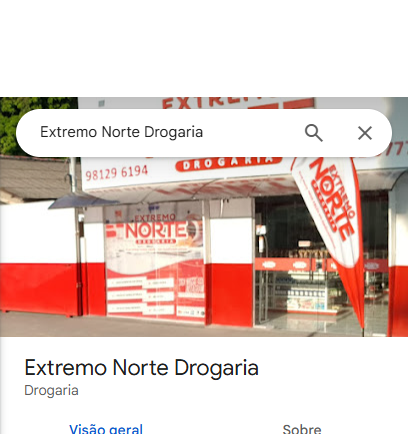 EXTREMO
Extremo Norte Drogaria
98129 6194
DROGARIA
77
EXTREMO
NORTE
DROGARIA
EXTREMO
NORTE
Extremo Norte Drogaria
Drogaria
Visão geral
Sobre